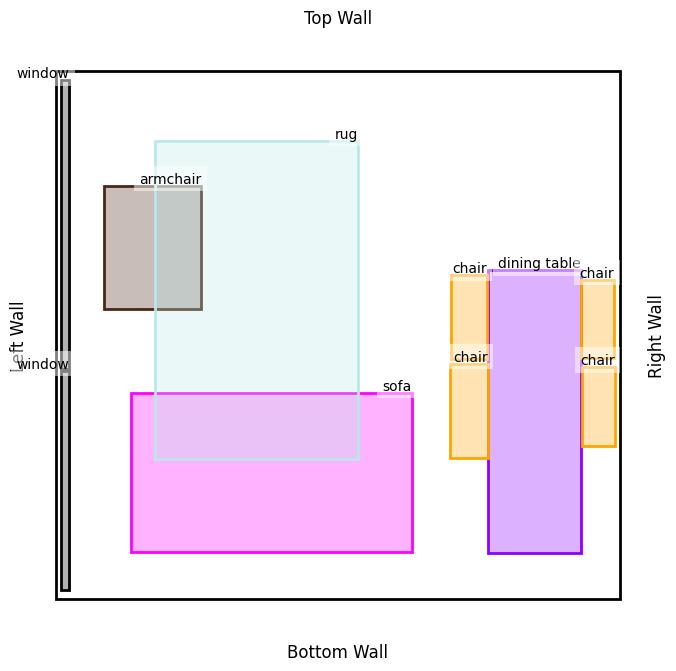 Top Wall
window
rug
armchair
dining table
chair
chair
Left Wall
Right Wall
window
chair
chair
sofa
Bottom Wall